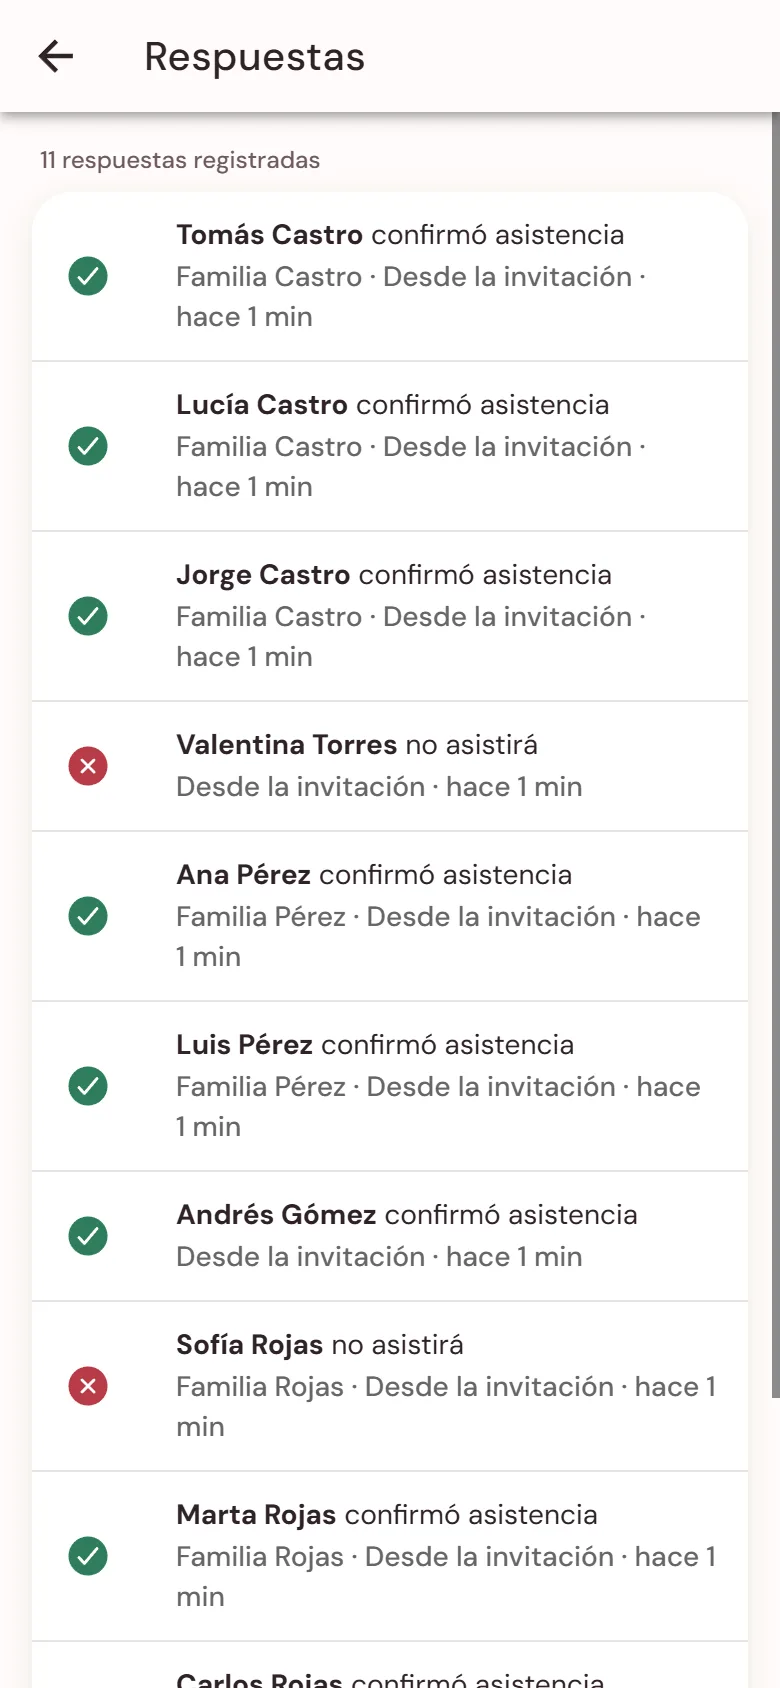 Respuestas
11 respuestas registradas
Tomás Castro confirmó asistencia
Familia Castro · Desde la invitación ·
hace 1 min
Lucía Castro confirmó asistencia
Familia Castro · Desde la invitación ·
hace 1 min
Jorge Castro confirmó asistencia
Familia Castro · Desde la invitación ·
hace 1 min
Valentina Torres no asistirá
Desde la invitación · hace 1 min
Ana Pérez confirmó asistencia
Familia Pérez · Desde la invitación · hace
1 min
Luis Pérez confirmó asistencia
Familia Pérez · Desde la invitación · hace
1 min
Andrés Gómez confirmó asistencia
Desde la invitación · hace 1 min
Sofía Rojas no asistirá
Familia Rojas · Desde la invitación · hace 1
min
Marta Rojas confirmó asistencia
Familia Rojas · Desde la invitación · hace 1
min
Carlos Rojas confirmó asistencia